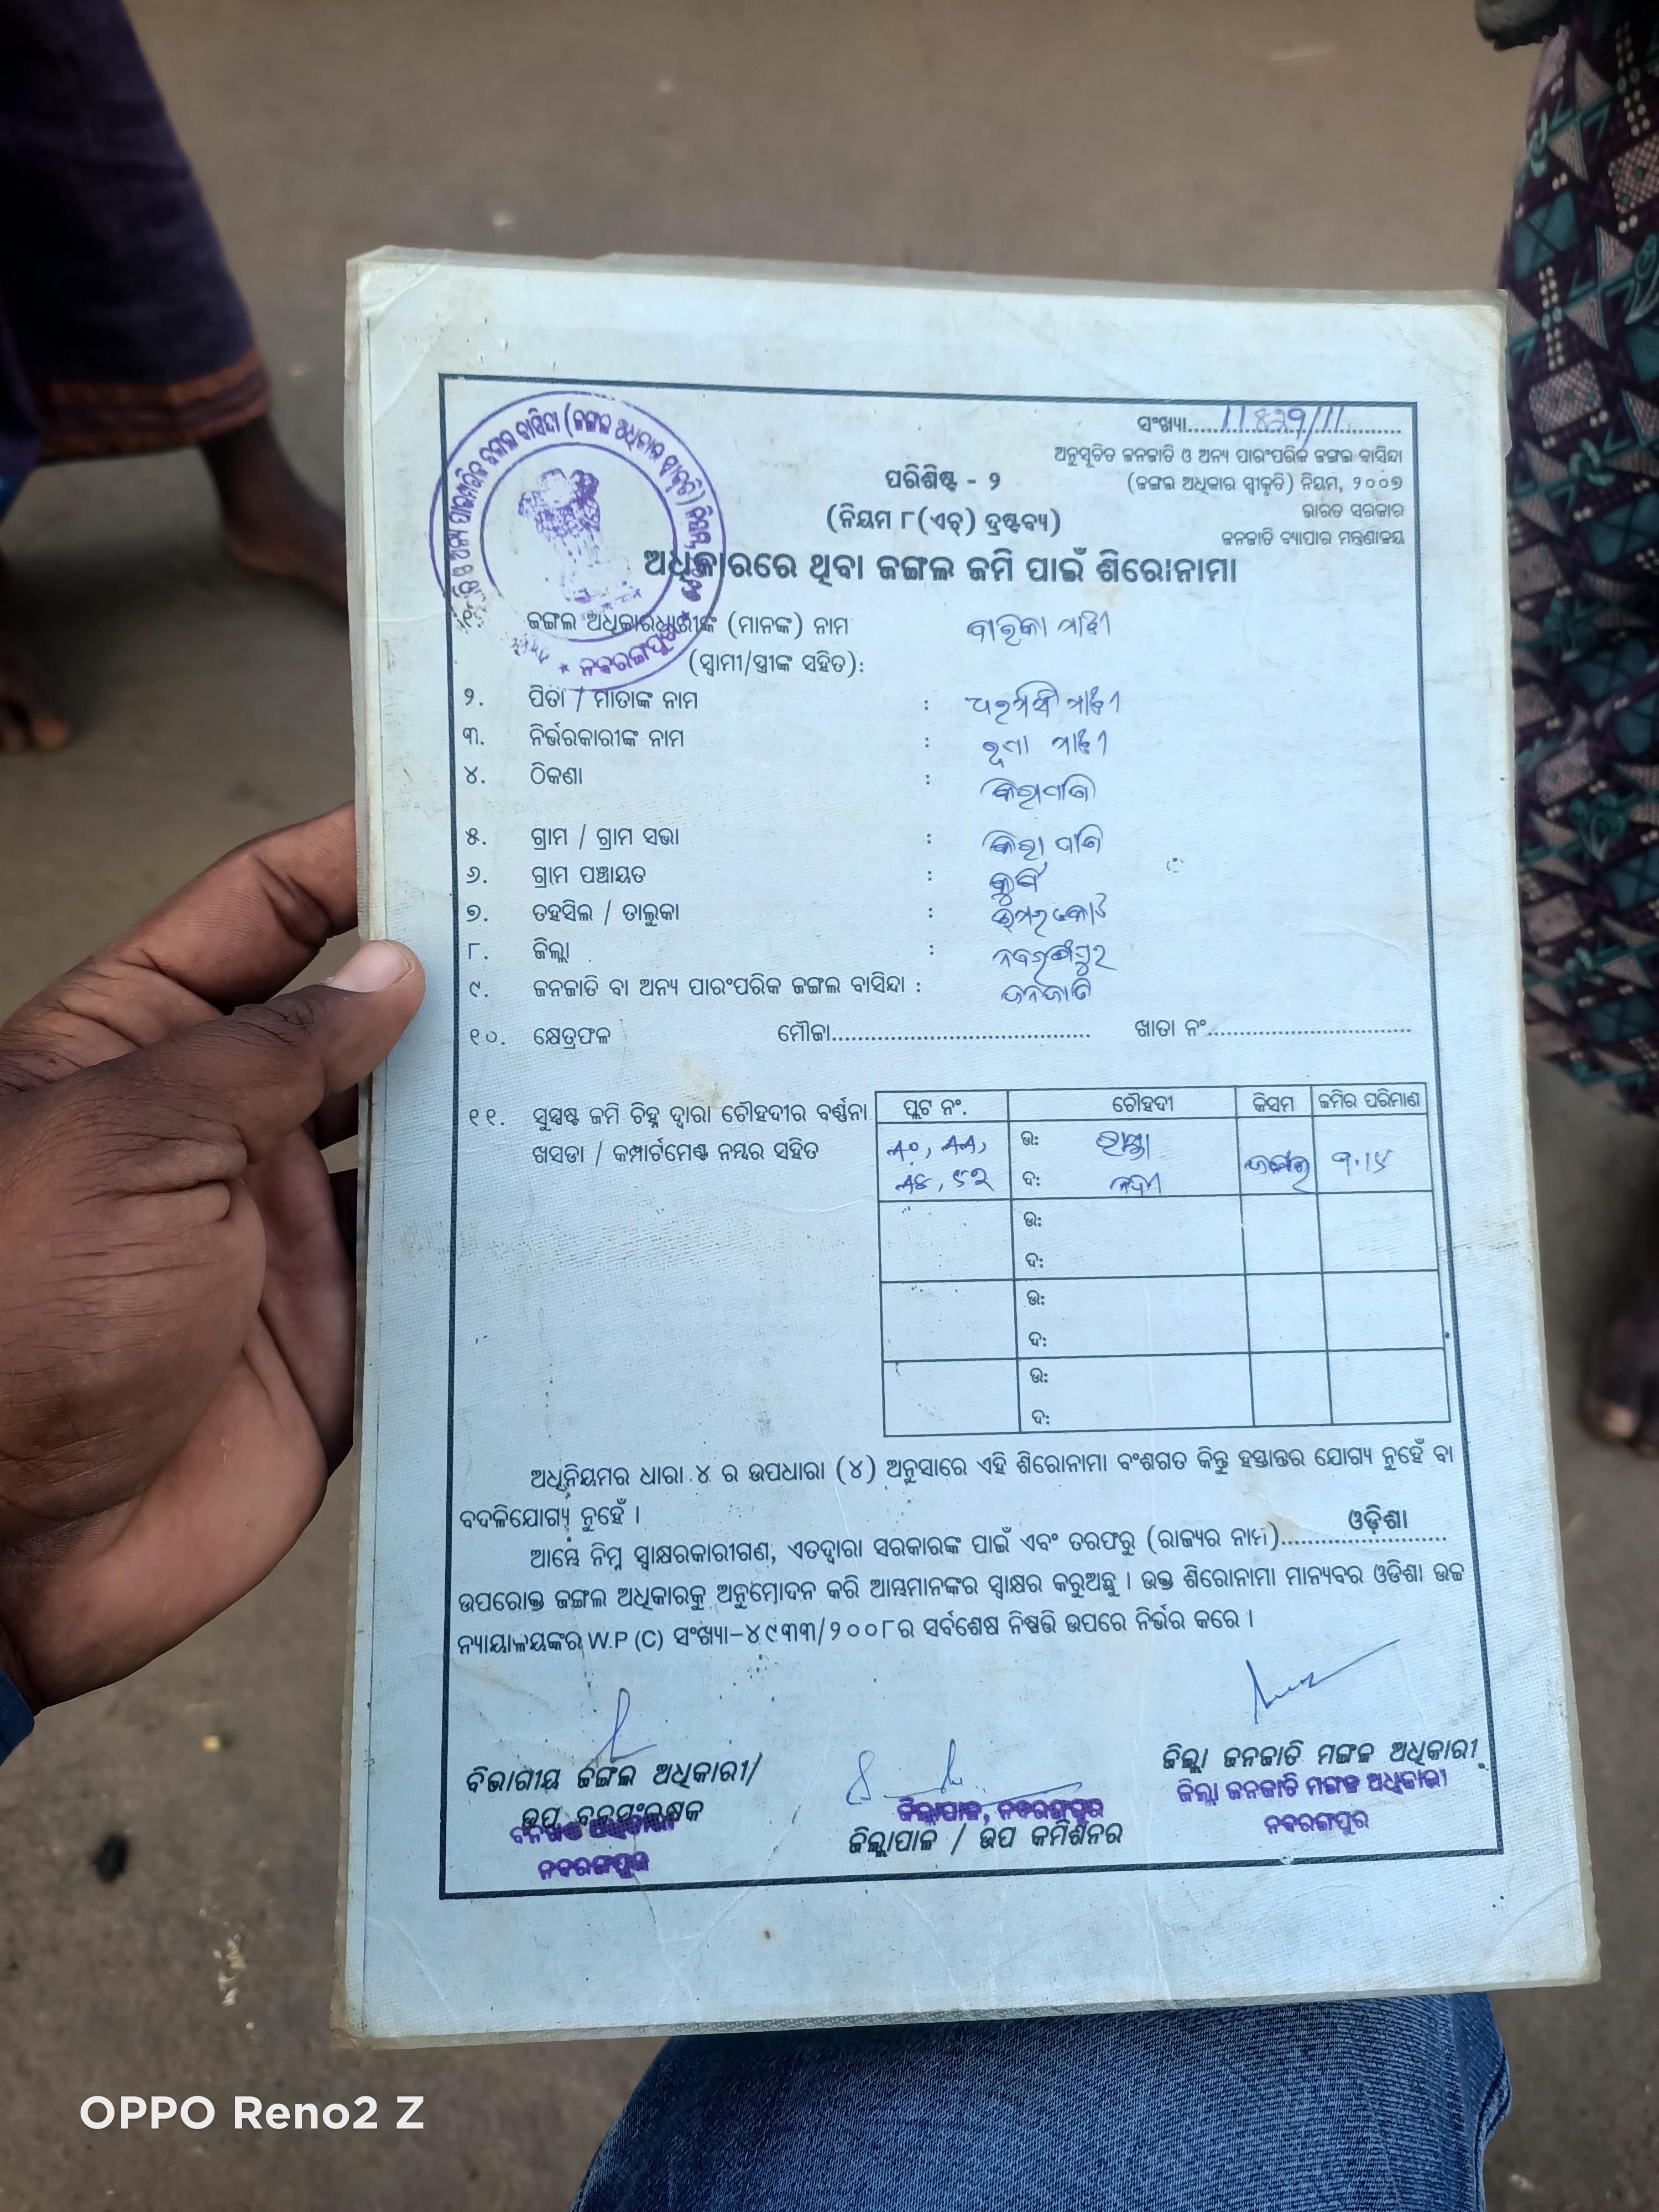 ସଂଖ୍ୟା
ଅନୁସୂଚିତ ଜନଜାତି ଓ ଅନ୍ୟ ପାରଂପରିକ ଜଙ୍ଗଲ ବାସିନ୍ଦା
(ଜଙ୍ଗଲ ଅଧିକାର ସ୍ୱୀକୃତି) ନିୟମ, ୨୦୦୭
ଭାରତ ସରକାର
ଜନଜାତି ବ୍ୟାପାର ମନ୍ତ୍ରଣାଳୟ
ପରିଶିଷ୍ଟ - ୨
(ନିୟମ ୮(ଏଚ୍) ଦ୍ରଷ୍ଟବ୍ୟ)
ଅଧିକାରରେ ଥିବା ଜଙ୍ଗଲ ଜମି ପାଇଁ ଶିରୋନାମା
୧. ଜଙ୍ଗଲ ଅଧିକାରଧାରୀଙ୍କ (ମାନଙ୍କ) ନାମ ମାଝୀ
(ସ୍ୱାମୀ/ସ୍ତ୍ରୀଙ୍କ ସହିତ):
୨. ପିତା / ମାତାଙ୍କ ନାମ : ମାଝୀ
୩. ନିର୍ଭରକାରୀଙ୍କ ନାମ : ମାଝୀ
୪. ଠିକଣା :
୫. ଗ୍ରାମ / ଗ୍ରାମ ସଭା :
୬. ଗ୍ରାମ ପଞ୍ଚାୟତ :
୭. ତହସିଲ / ତାଲୁକା : ଉମରକୋଟ
୮. ଜିଲ୍ଲା : ନବରଙ୍ଗପୁର
୯. ଜନଜାତି ବା ଅନ୍ୟ ପାରଂପରିକ ଜଙ୍ଗଲ ବାସିନ୍ଦା : ଜନଜାତି
୧୦. କ୍ଷେତ୍ରଫଳ ମୌଜା........ ଖାତା ନଂ........
୧୧. ସୁସ୍ପଷ୍ଟ ଜମି ଚିହ୍ନ ଦ୍ୱାରା ଚୌହଦୀର ବର୍ଣ୍ଣନା
ଖସଡା / କମ୍ପାର୍ଟମେଣ୍ଟ ନମ୍ବର ସହିତ
ପ୍ଲଟ ନଂ. ଚୌହଦୀ କିସମ ଜମିର ପରିମାଣ
ଉ: ରାସ୍ତା
ଦ: ନଦୀ
ଉ:
ଦ:
ଉ:
ଦ:
ଉ:
ଦ:
ଅଧିନିୟମର ଧାରା ୪ ର ଉପଧାରା (୪) ଅନୁସାରେ ଏହି ଶିରୋନାମା ବଂଶଗତ କିନ୍ତୁ ହସ୍ତାନ୍ତର ଯୋଗ୍ୟ ନୁହେଁ ବା
ବଦଳିଯୋଗ୍ୟ ନୁହେଁ ।
ଆମ୍ଭେ ନିମ୍ନ ସ୍ୱାକ୍ଷରକାରୀଗଣ, ଏତଦ୍ୱାରା ସରକାରଙ୍କ ପାଇଁ ଏବଂ ତରଫରୁ (ରାଜ୍ୟର ନାମ)....ଓଡ଼ିଶା....
ଉପରୋକ୍ତ ଜଙ୍ଗଲ ଅଧିକାରକୁ ଅନୁମୋଦନ କରି ଆମ୍ଭମାନଙ୍କର ସ୍ୱାକ୍ଷର କରୁଅଛୁ । ଉକ୍ତ ଶିରୋନାମା ମାନ୍ୟବର ଓଡିଶା ଉଚ୍ଚ
ନ୍ୟାୟାଳୟଙ୍କର W.P (C) ସଂଖ୍ୟା-୪୯୩୩/୨୦୦୮ର ସର୍ବଶେଷ ନିଷ୍ପତ୍ତି ଉପରେ ନିର୍ଭର କରେ ।
ବିଭାଗୀୟ ଜଙ୍ଗଲ ଅଧିକାରୀ/
ଉପ ବନସଂରକ୍ଷକ
ନବରଙ୍ଗପୁର
ଜିଲ୍ଲାପାଳ, ନବରଙ୍ଗପୁର
ଜିଲ୍ଲାପାଳ / ଉପ କମିଶନର
ଜିଲ୍ଲା ଜନଜାତି ମଙ୍ଗଳ ଅଧିକାରୀ
ଜିଲ୍ଲା ଜନଜାତି ମଙ୍ଗଳ ଅଧିକାରୀ
ନବରଙ୍ଗପୁର
OPPO Reno2 Z